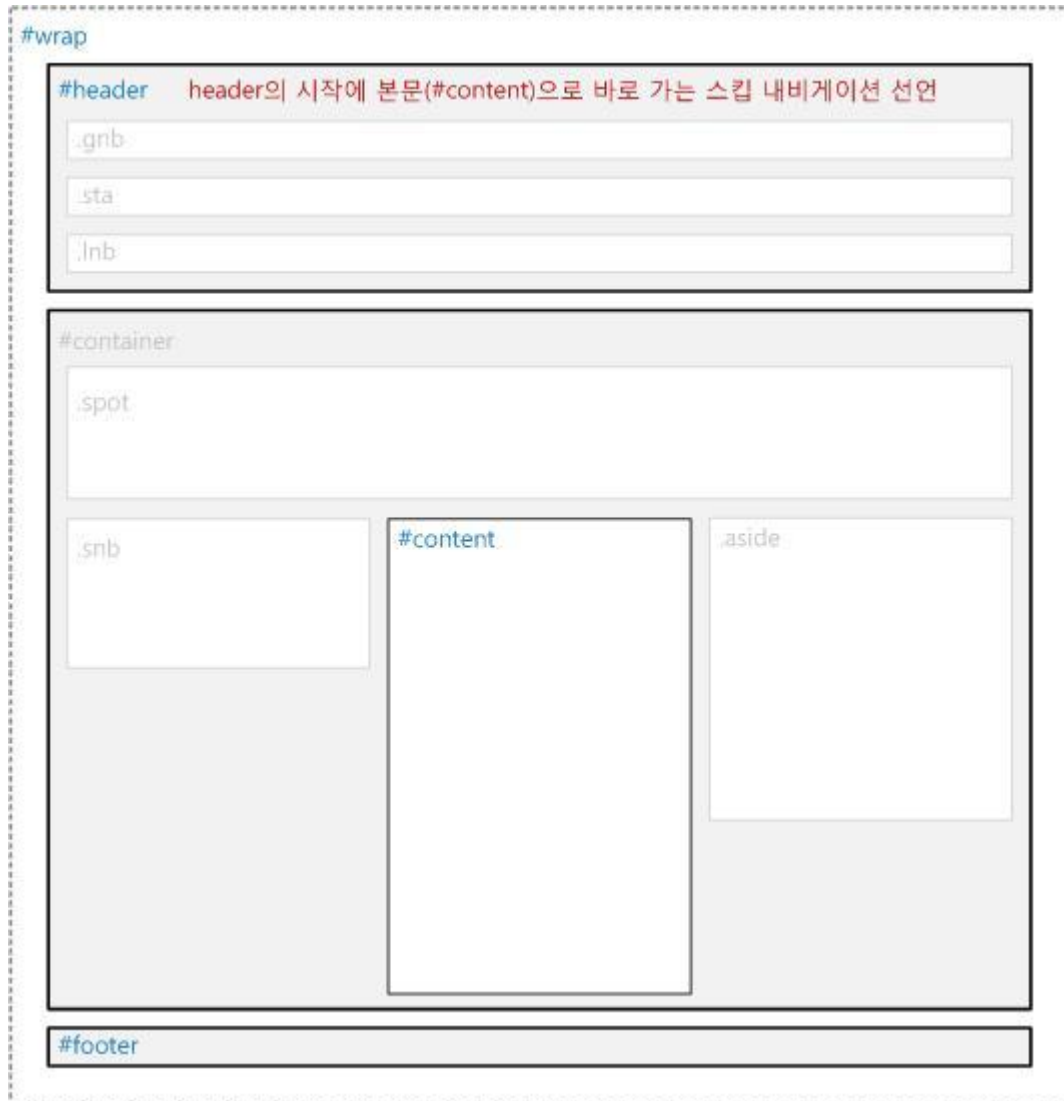 #wrap
#header header의 시작에 본문(#content)으로 바로 가는 스킵 내비게이션 선언
.gnb
.sta
.lnb
#container
.spot
.snb
#content
.aside
#footer